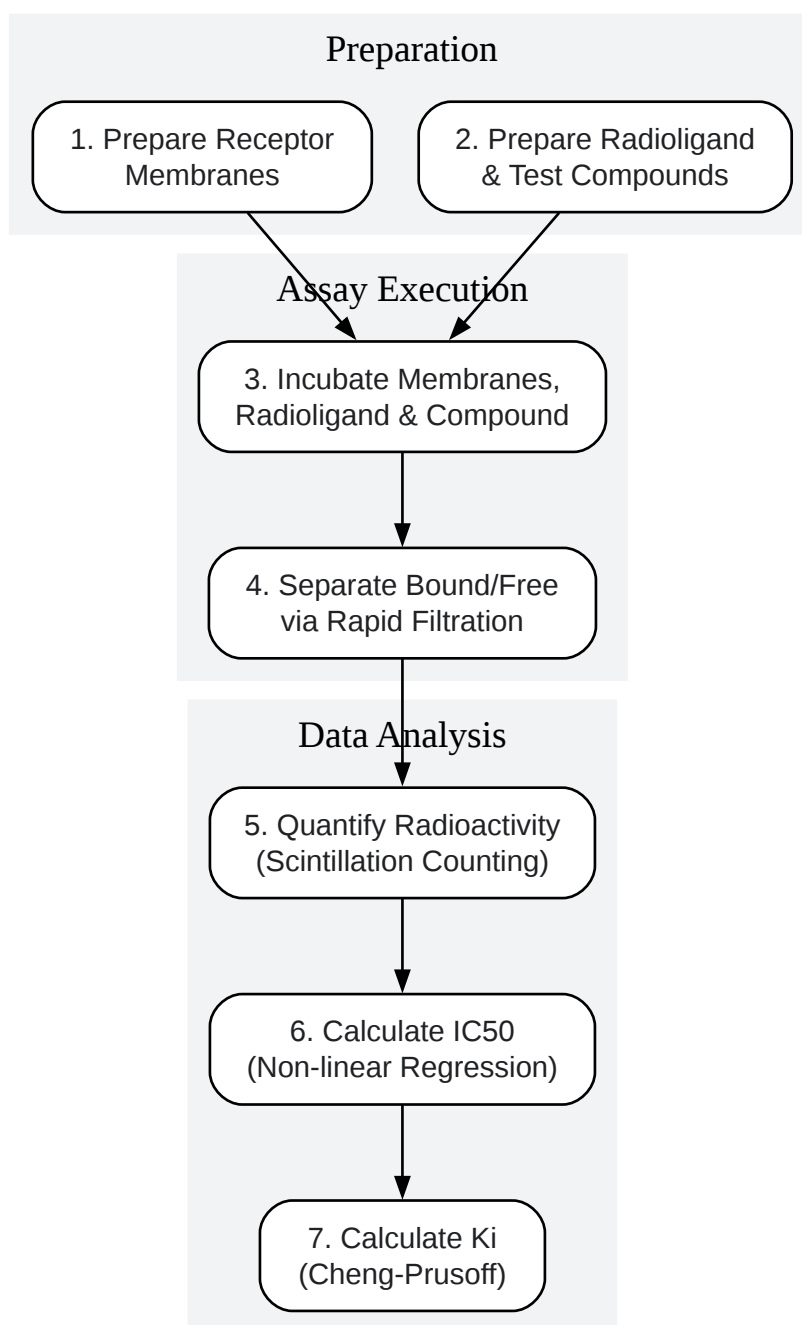 Preparation
1. Prepare Receptor
Membranes
2. Prepare Radioligand
& Test Compounds
Assay Execution
3. Incubate Membranes,
Radioligand & Compound
4. Separate Bound/Free
via Rapid Filtration
Data Analysis
5. Quantify Radioactivity
(Scintillation Counting)
6. Calculate IC50
(Non-linear Regression)
7. Calculate Ki
(Cheng-Prusoff)